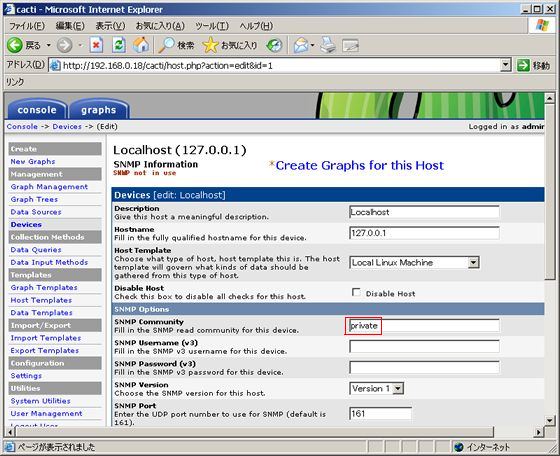 cacti - Microsoft Internet Explorer
ファイル(F) 編集(E) 表示(V) お気に入り(A) ツール(T) ヘルプ(H)
戻る 検索 お気に入り
アドレス(D) http://192.168.0.18/cacti/host.php?action=edit&id=1 移動
リンク
console graphs
Console -> Devices -> (Edit) Logged in as admin
Create
New Graphs
Management
Graph Management
Graph Trees
Data Sources
Devices
Collection Methods
Data Queries
Data Input Methods
Templates
Graph Templates
Host Templates
Data Templates
Import/Export
Import Templates
Export Templates
Configuration
Settings
Utilities
System Utilities
User Management
Logout User
Localhost (127.0.0.1)
SNMP Information
SNMP not in use
*Create Graphs for this Host
Devices [edit: Localhost]
Description
Give this host a meaningful description.
Localhost
Hostname
Fill in the fully qualified hostname for this device.
127.0.0.1
Host Template
Choose what type of host, host template this is. The host
template will govern what kinds of data should be
gathered from this type of host.
Local Linux Machine
Disable Host
Check this box to disable all checks for this host.
Disable Host
SNMP Options
SNMP Community
Fill in the SNMP read community for this device.
private
SNMP Username (v3)
Fill in the SNMP v3 username for this device.
SNMP Password (v3)
Fill in the SNMP v3 password for this device.
SNMP Version
Choose the SNMP version for this host.
Version 1
SNMP Port
Enter the UDP port number to use for SNMP (default is
161).
161
ページが表示されました インターネット